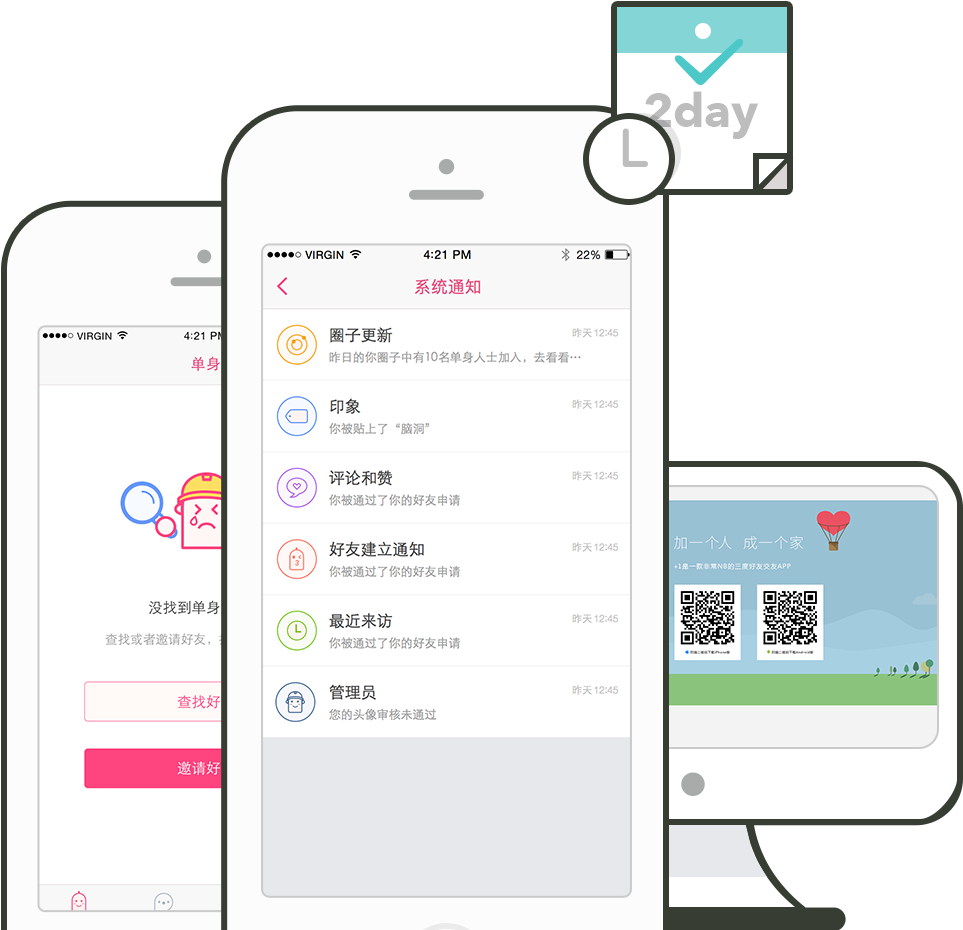 2day
VIRGIN
4:21 PM
22%
系统通知
圈子更新
昨天 12:45
昨日的你圈子中有10名单身人士加入，去看看···
印象
昨天 12:45
你被贴上了“脑洞”
评论和赞
昨天 12:45
你被通过了你的好友申请
好友建立通知
昨天 12:45
你被通过了你的好友申请
最近来访
昨天 12:45
你被通过了你的好友申请
管理员
昨天 12:45
您的头像审核未通过
VIRGIN
4:21 PM
单身
没找到单身
查找或者邀请好友，
查找好
邀请好
加一个人 成一个家
+1是一款非常NB的三度好友交友APP